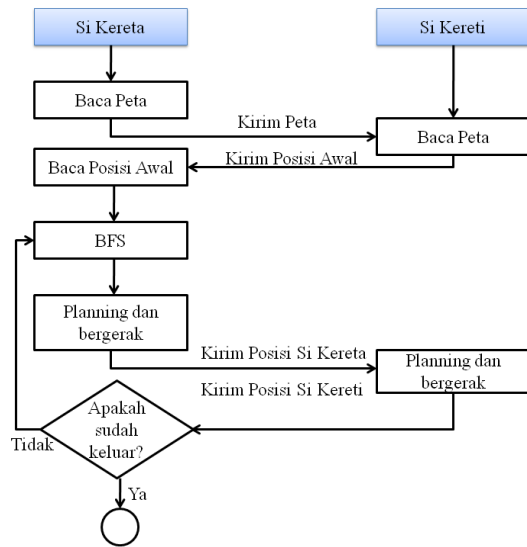 Si Kereta
Si Kereti
Baca Peta
Kirim Peta
Baca Peta
Baca Posisi Awal
Kirim Posisi Awal
BFS
Planning dan
bergerak
Kirim Posisi Si Kereta
Planning dan
bergerak
Kirim Posisi Si Kereti
Apakah
sudah
keluar?
Tidak
Ya